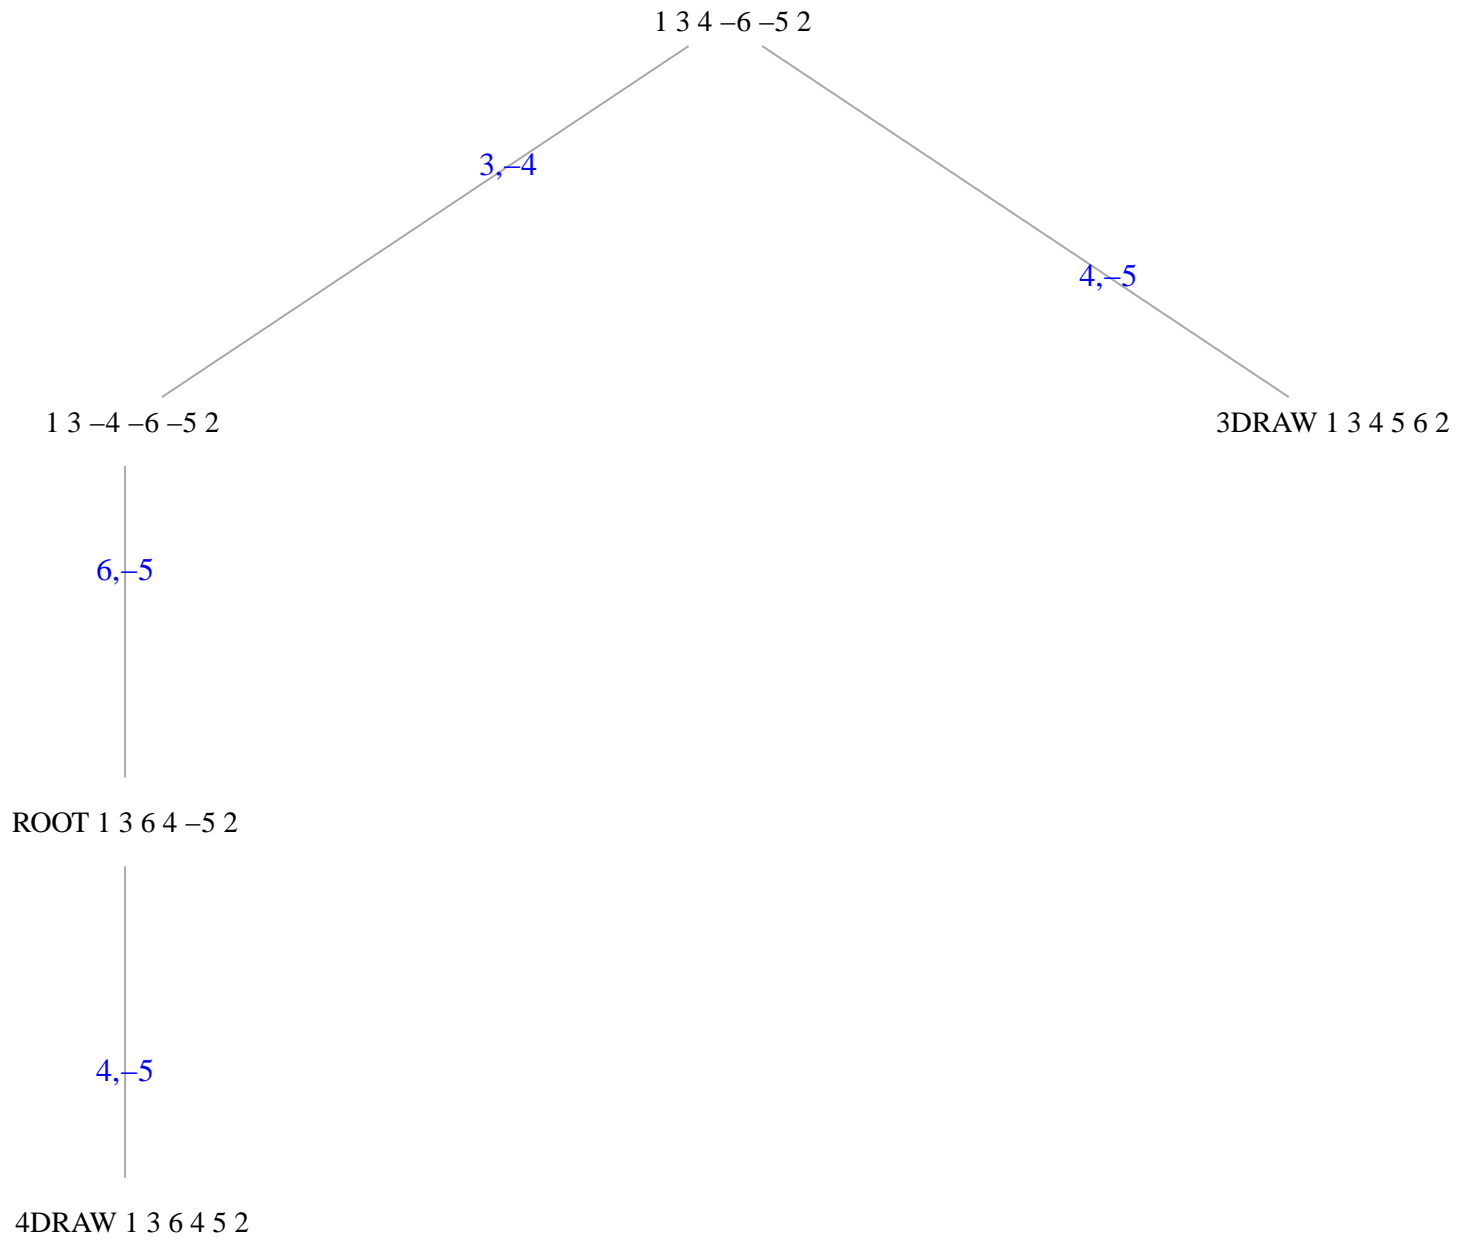 1 3 4 –6 –5 2
3,–4
4,–5
1 3 –4 –6 –5 2
3DRAW 1 3 4 5 6 2
6,–5
ROOT 1 3 6 4 –5 2
4,–5
4DRAW 1 3 6 4 5 2